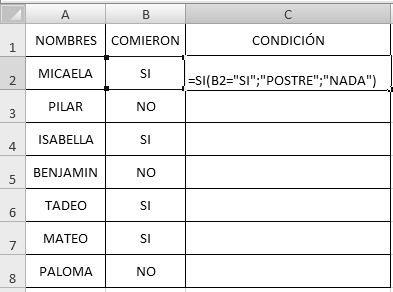 A B C
1 NOMBRES COMIERON CONDICIÓN
2 MICAELA SI =SI(B2="SI";"POSTRE";"NADA")
3 PILAR NO
4 ISABELLA SI
5 BENJAMIN NO
6 TADEO SI
7 MATEO SI
8 PALOMA NO